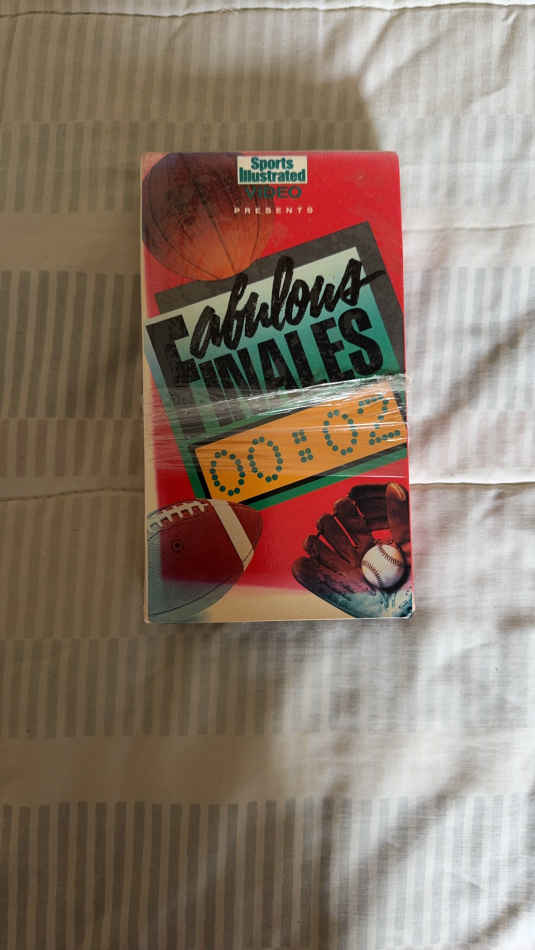 Sports
Illustrated
VIDEO
PRESENTS
Fabulous
FINALES
00:02